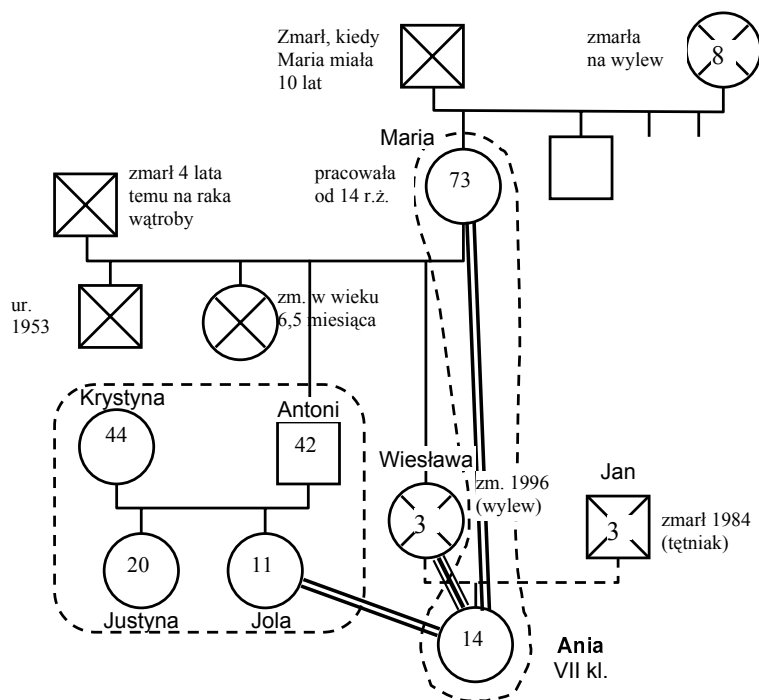 Zmarł, kiedy
Maria miała
10 lat
zmarła
na wylew
8
Maria
zmarł 4 lata
temu na raka
wątroby
pracowała
od 14 r.ż.
73
ur.
1953
zm. w wieku
6,5 miesiąca
Krystyna
44
Antoni
42
Wiesława
3
zm. 1996
(wylew)
Jan
3
zmarł 1984
(tętniak)
20
Justyna
11
Jola
14
Ania
VII kl.